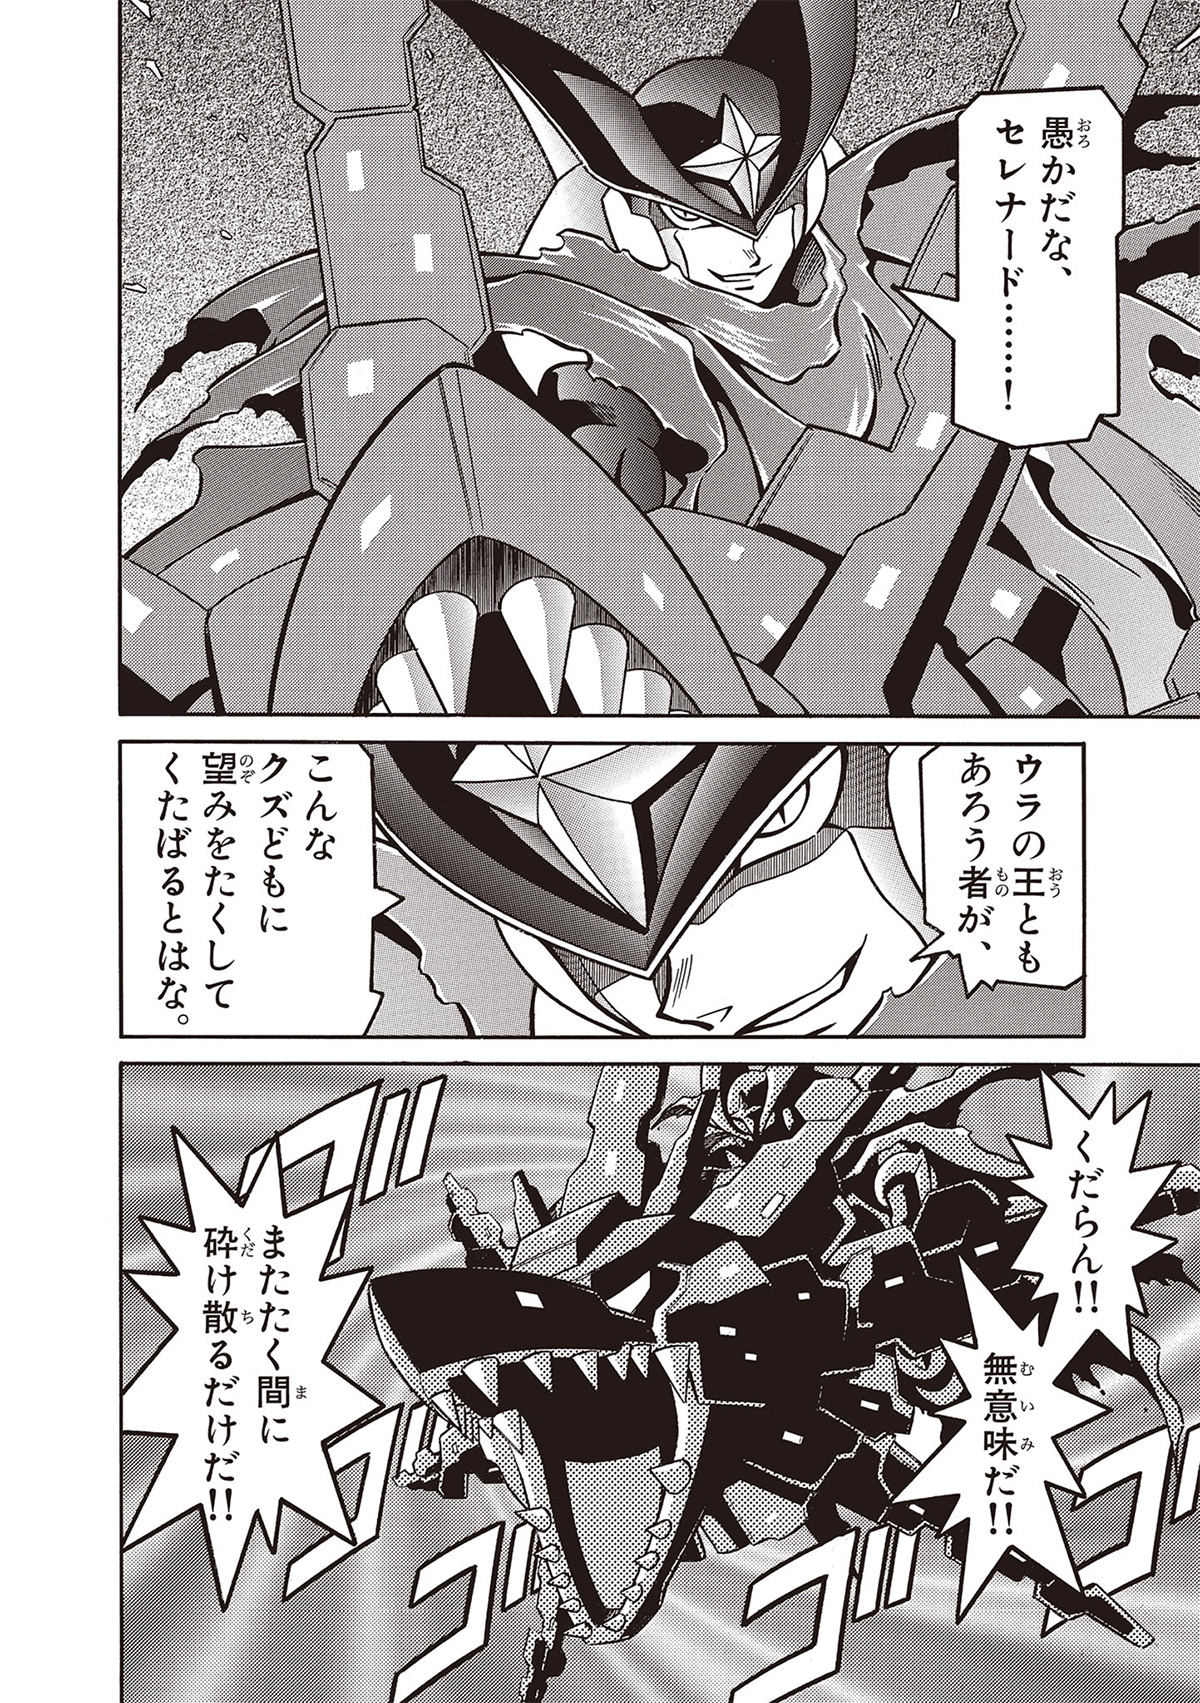 愚かだな、
セレナード………!
ウラの王とも
あろう者が、
こんな
クズどもに
望みをたくして
くたばるとはな。
くだらん!!
無意味だ!!
またたく間に
砕け散るだけだ!!
ゴゴゴゴゴゴ